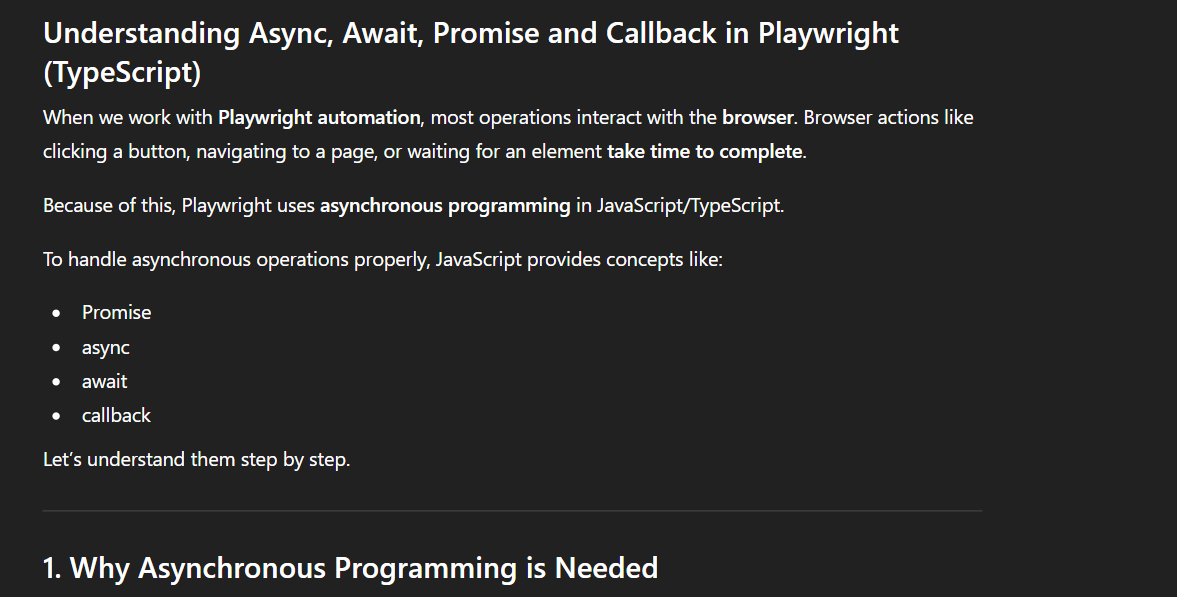 Understanding Async, Await, Promise and Callback in Playwright
(TypeScript)
When we work with Playwright automation, most operations interact with the browser. Browser actions like
clicking a button, navigating to a page, or waiting for an element take time to complete.
Because of this, Playwright uses asynchronous programming in JavaScript/TypeScript.
To handle asynchronous operations properly, JavaScript provides concepts like:
• Promise
• async
• await
• callback
Let’s understand them step by step.
1. Why Asynchronous Programming is Needed